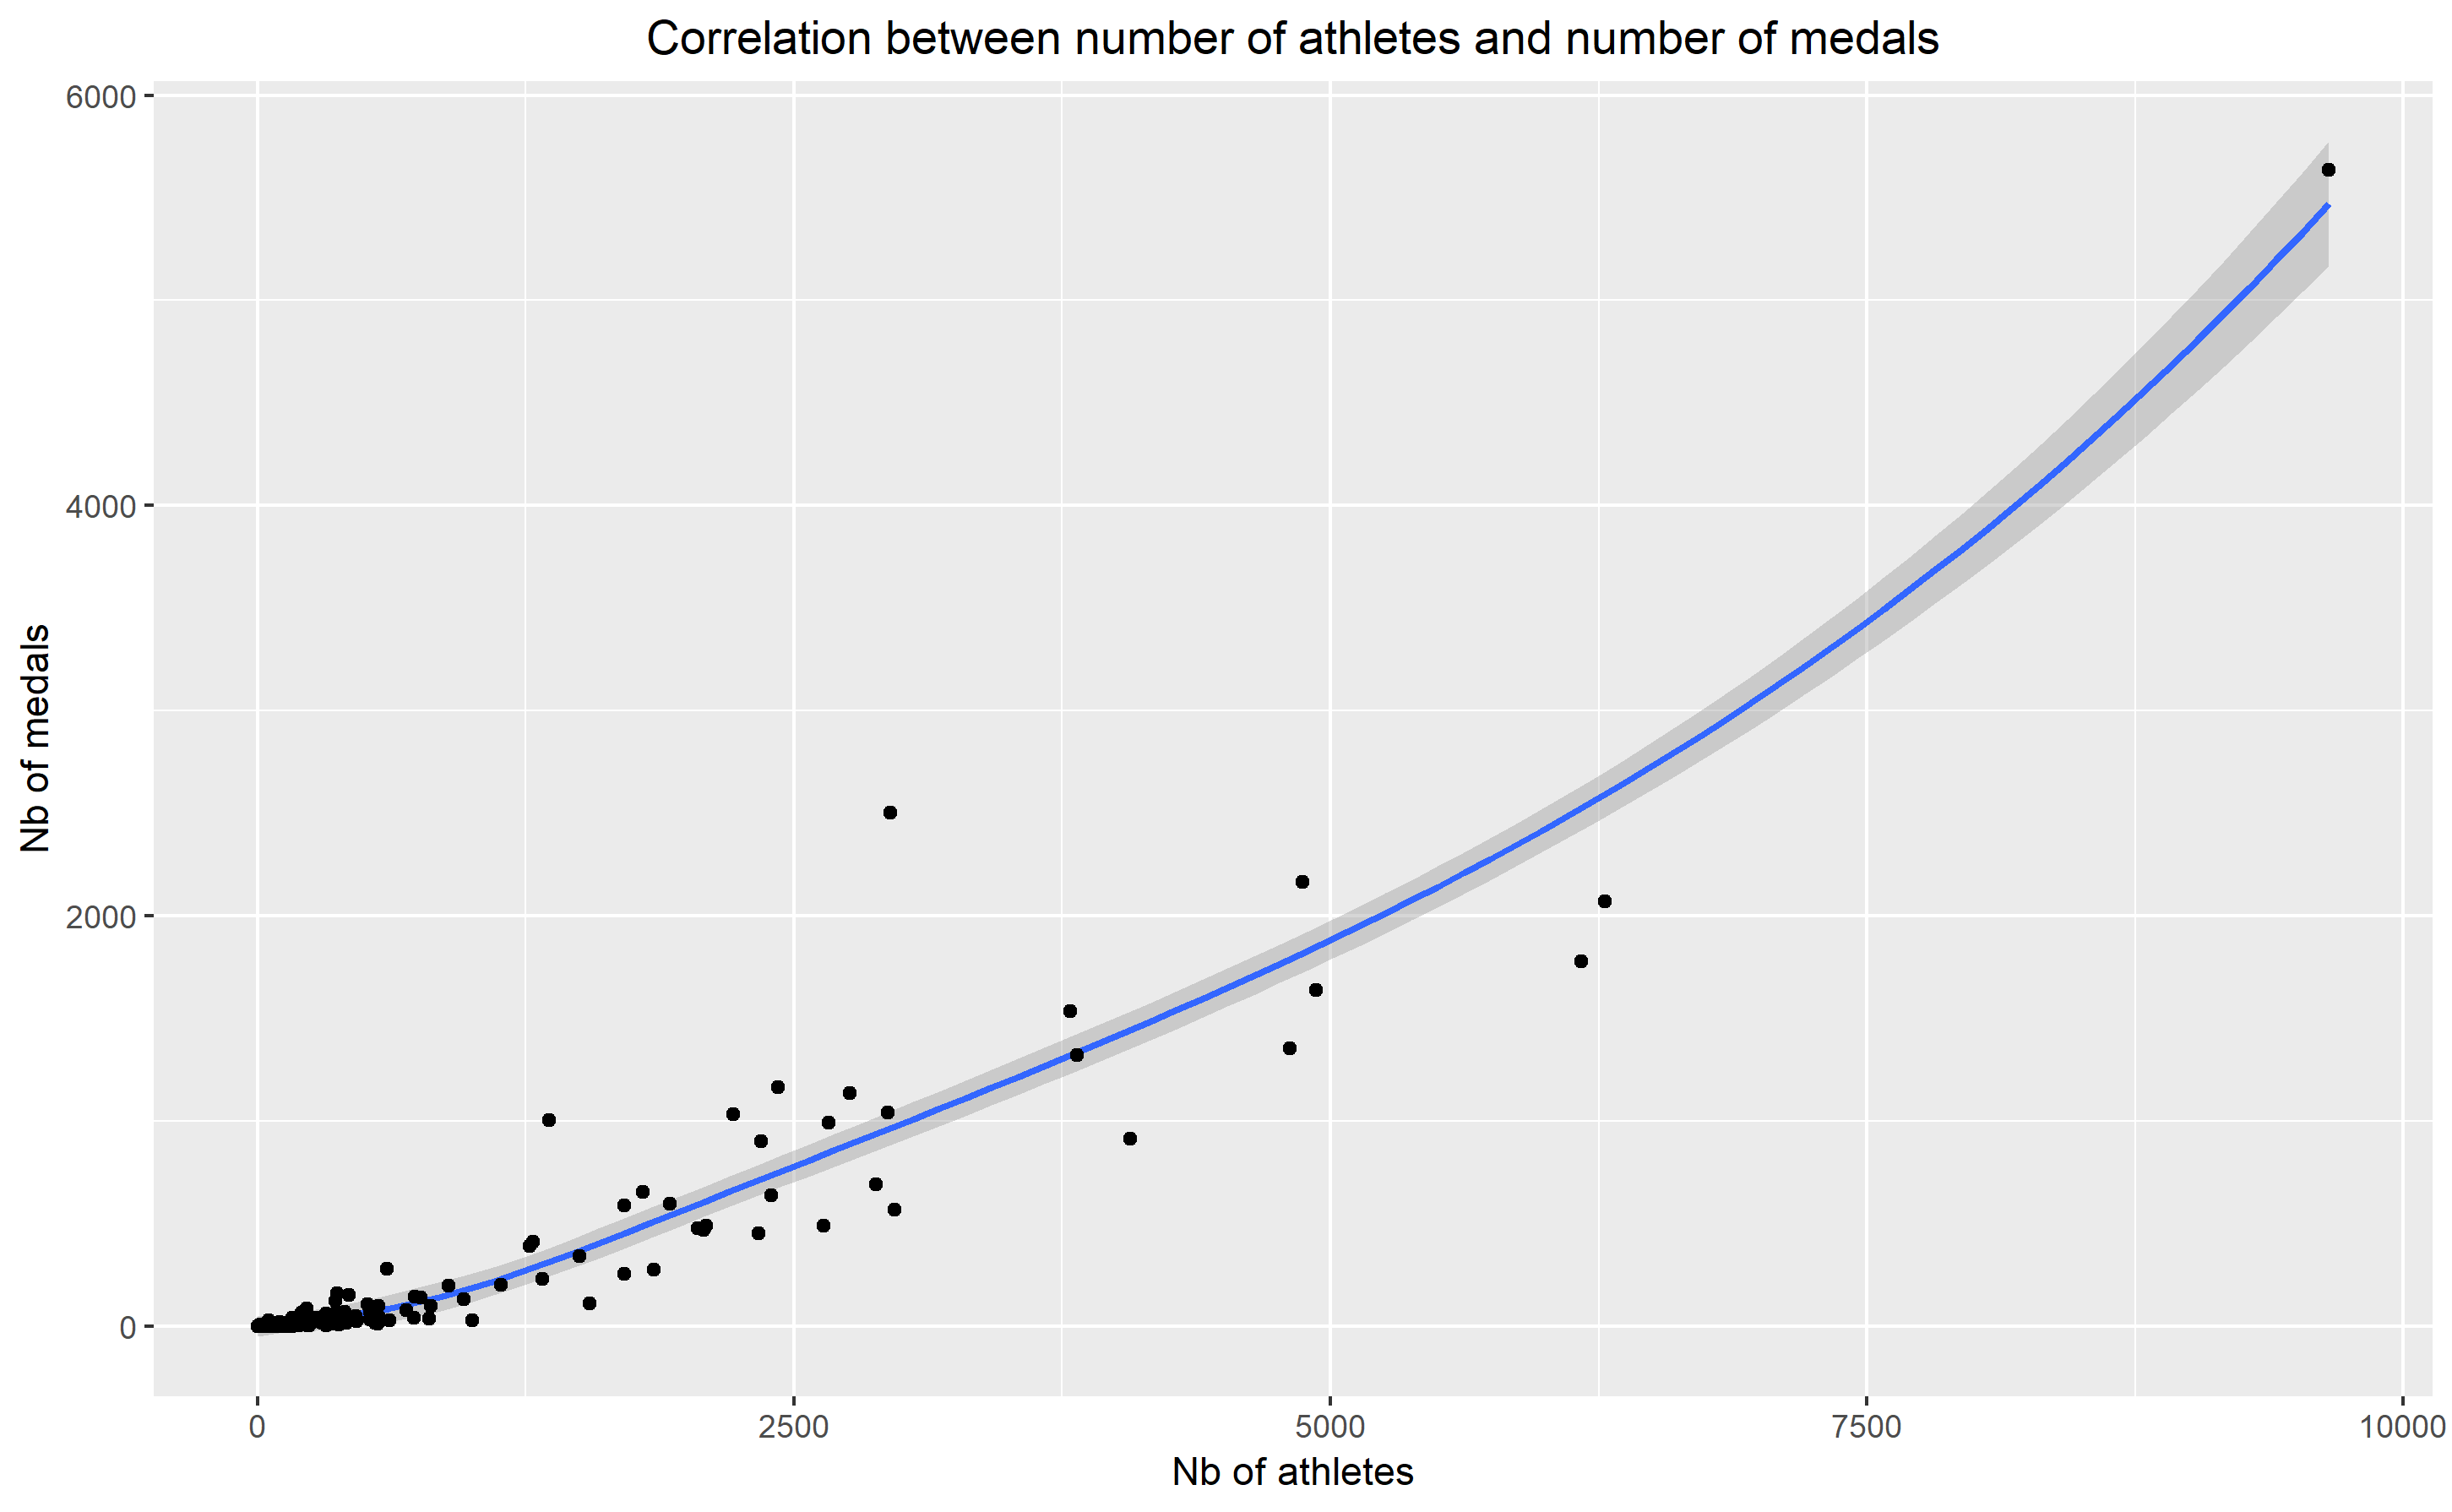 Correlation between number of athletes and number of medals
6000
4000
2000
0
Nb of medals
0 2500 5000 7500 10000
Nb of athletes